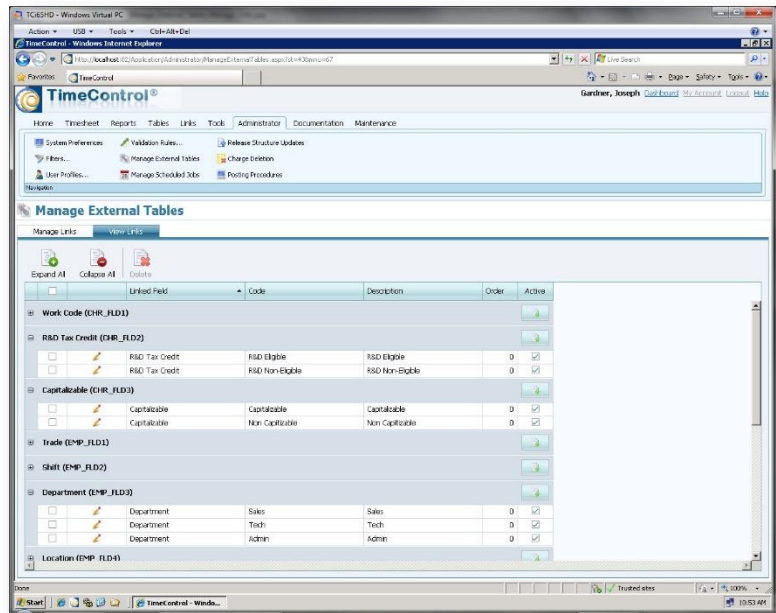 TCi65HD - Windows Virtual PC
Action USB Tools Ctrl+Alt+Del
TimeControl - Windows Internet Explorer
Live Search
Favorites TimeControl
Page Safety Tools
TimeControl®
Gardner, Joseph Dashboard My Account Logout Help
Home Timesheet Reports Tables Links Tools Administrator Documentation Maintenance
System Preferences Validation Rules... Release Structure Updates
Filters... Manage External Tables Charge Deletion
User Profiles... Manage Scheduled Jobs Posting Procedures
Navigation
Manage External Tables
Manage Links View Links
Expand All Collapse All Delete
Linked Field Code Description Order Active
Work Code (CHR_FLD1)
R&D Tax Credit (CHR_FLD2)
R&D Tax Credit R&D Eligible R&D Eligible 0
R&D Tax Credit R&D Non-Eligible R&D Non-Eligible 0
Capitalizable (CHR_FLD3)
Capitalizable Capitalizable Capitalizable 0
Capitalizable Non Capitlizable Non Capitlizable 0
Trade (EMP_FLD1)
Shift (EMP_FLD2)
Department (EMP_FLD3)
Department Sales Sales 0
Department Tech Tech 0
Department Admin Admin 0
Location (EMP_FLD4)
Done Trusted sites 100%
Start TimeControl - Windo... 10:53 AM